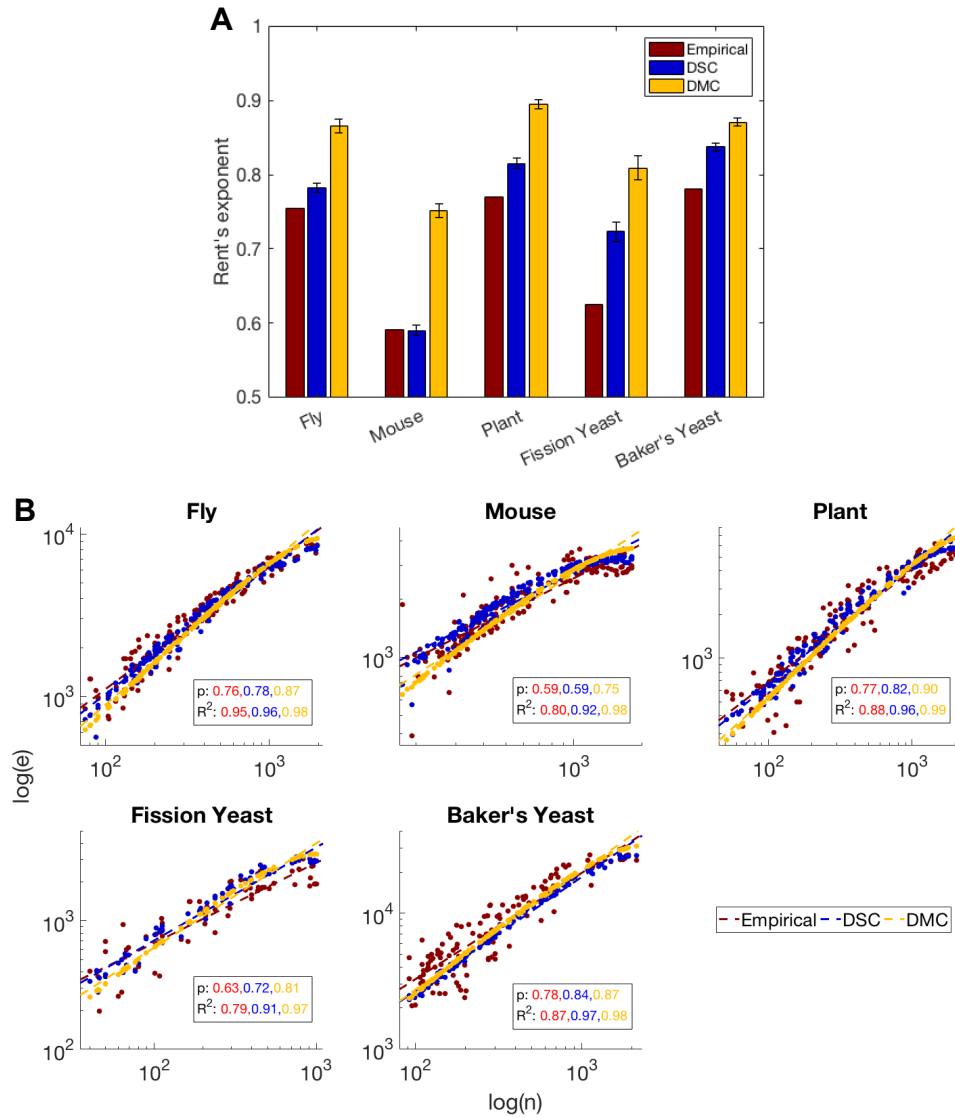 A
1
0.9
0.8
0.7
0.6
0.5
Rent's exponent
Empirical
DSC
DMC
Fly
Mouse
Plant
Fission Yeast
Baker's Yeast
B
Fly
10^4
10^3
p: 0.76,0.78,0.87
R^2: 0.95,0.96,0.98
10^2 10^3
Mouse
10^3
p: 0.59,0.59,0.75
R^2: 0.80,0.92,0.98
10^3
Plant
10^3
p: 0.77,0.82,0.90
R^2: 0.88,0.96,0.99
10^2 10^3
log(e)
Fission Yeast
10^3
10^2
p: 0.63,0.72,0.81
R^2: 0.79,0.91,0.97
10^2 10^3
Baker's Yeast
10^4
10^3
p: 0.78,0.84,0.87
R^2: 0.87,0.97,0.98
10^2 10^3
Empirical DSC DMC
log(n)